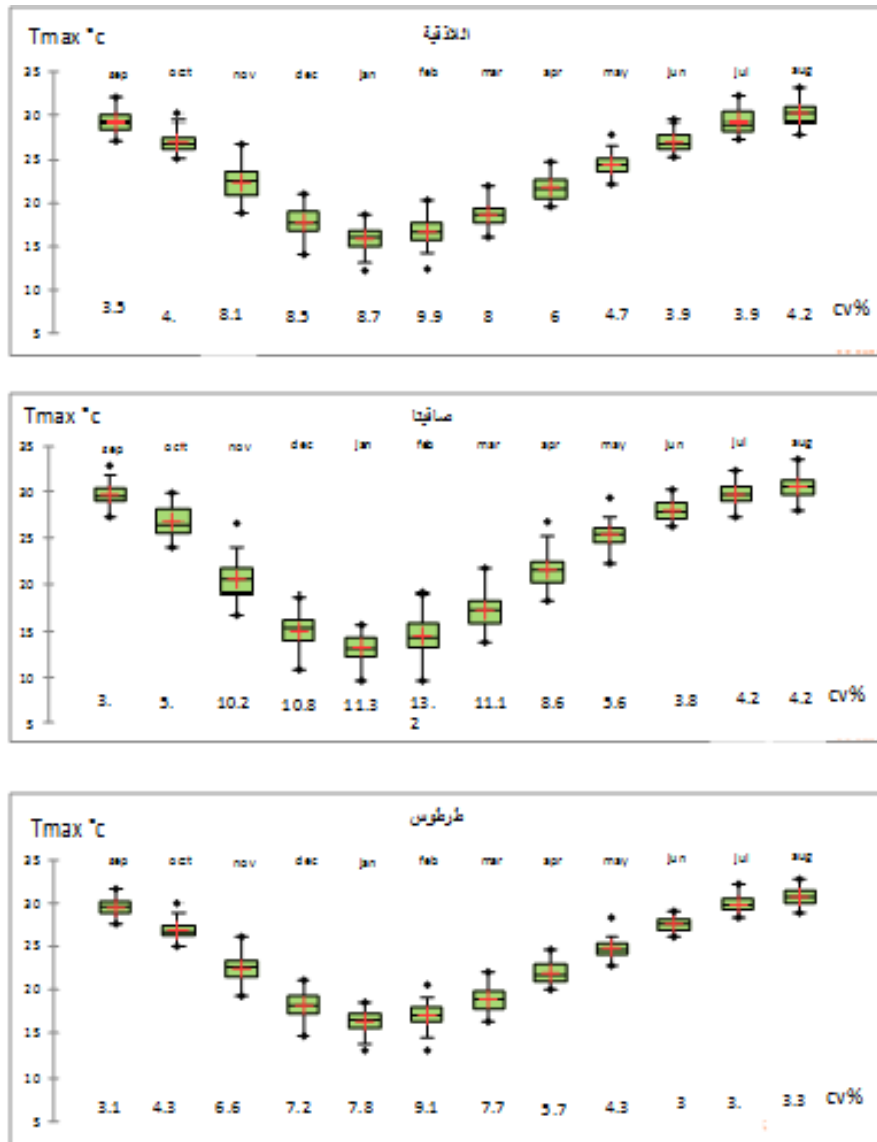 Tmax °c اللاذقية
35 sep oct nov dec jan feb mar apr may jun jul aug
30
25
20
15
10
3.5 4. 8.1 8.5 8.7 9.9 8 6 4.7 3.9 3.9 4.2 cv%
5
Tmax °c صافيتا
35 sep oct nov dec jan feb mar apr may jun jul aug
30
25
20
15
10
3. 5. 10.2 10.8 11.3 13. 11.1 8.6 5.6 3.8 4.2 4.2 cv%
2
5
طرطوس
Tmax °c
35 sep oct nov dec jan feb mar apr may jun jul aug
30
25
20
15
10
3.1 4.3 6.6 7.2 7.8 9.1 7.7 5.7 4.3 3 3. 3.3 cv%
5